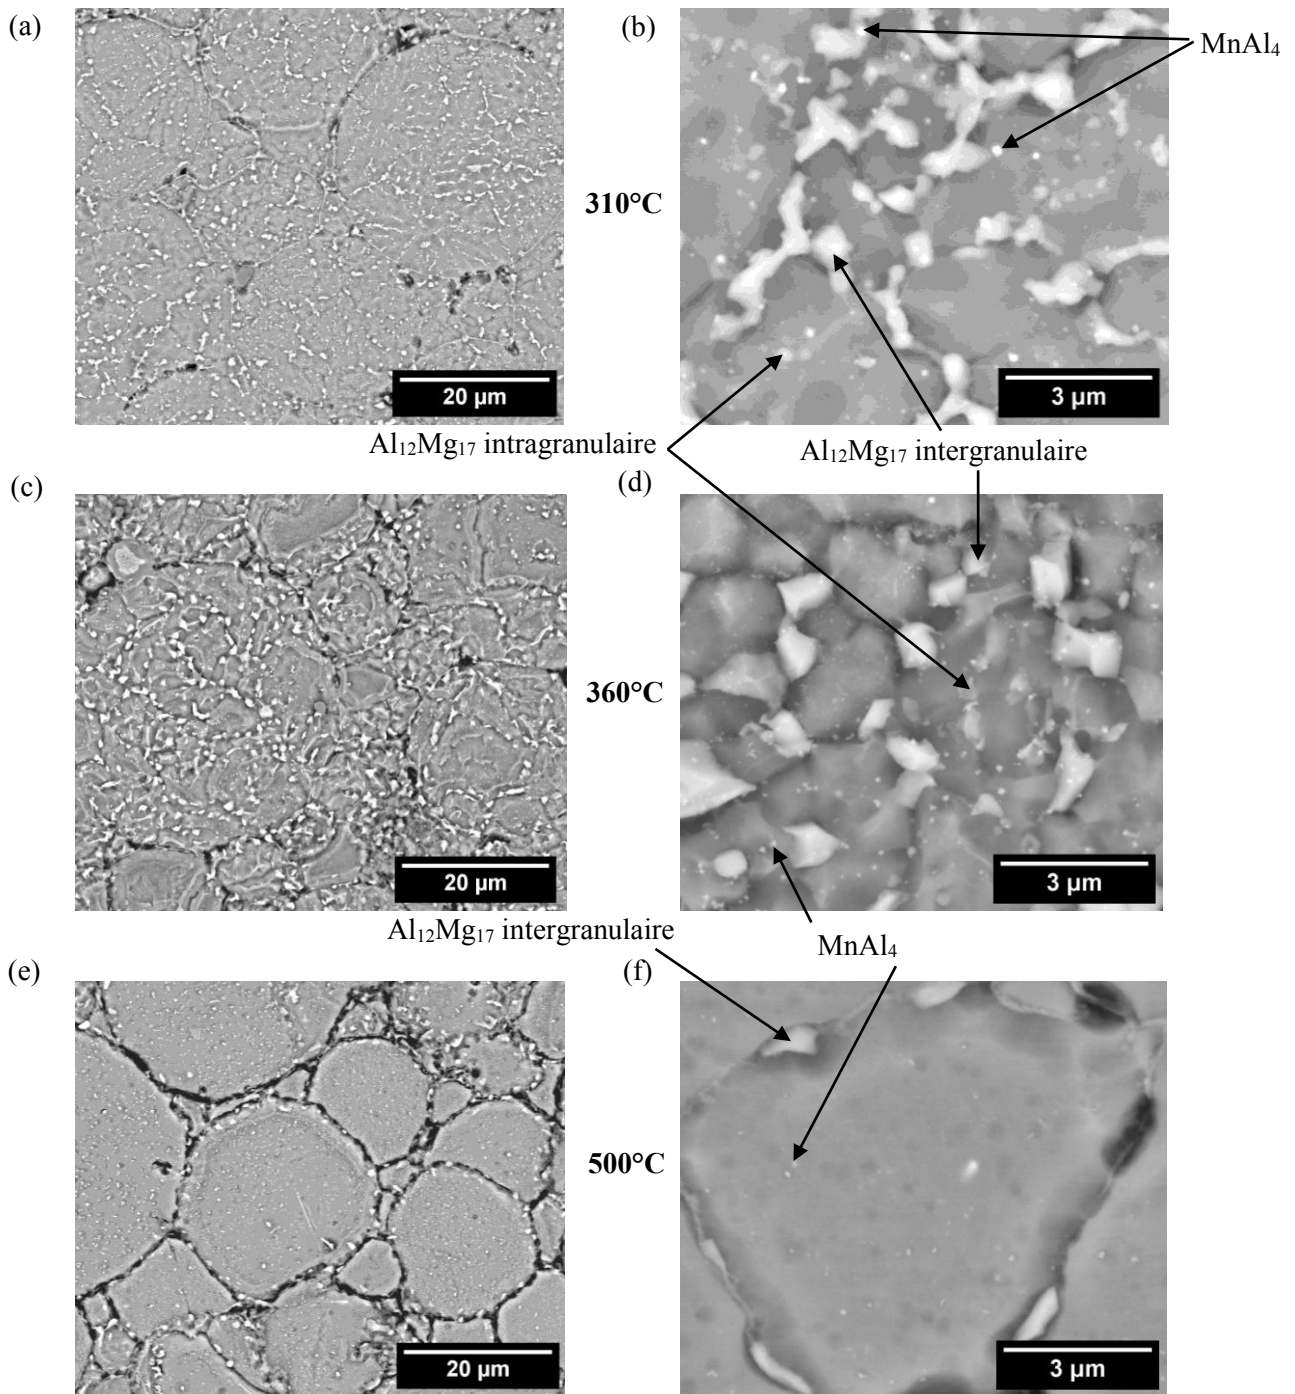 (a)
(b)
MnAl₄
310°C
20 µm
3 µm
Al₁₂Mg₁₇ intragranulaire
Al₁₂Mg₁₇ intergranulaire
(c)
(d)
360°C
20 µm
3 µm
Al₁₂Mg₁₇ intergranulaire
MnAl₄
(e)
(f)
500°C
20 µm
3 µm